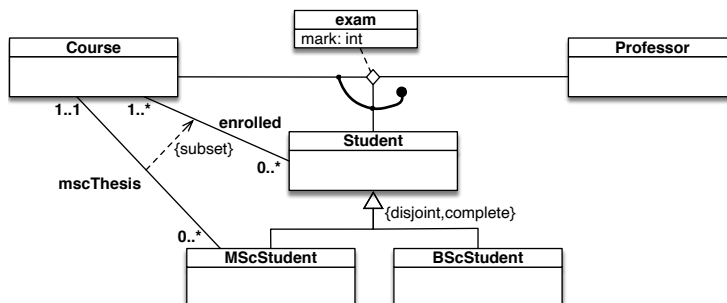 exam
mark: int
Course
Professor
1..1
1..*
enrolled
{subset}
Student
0..*
mscThesis
{disjoint,complete}
0..*
MScStudent
BScStudent